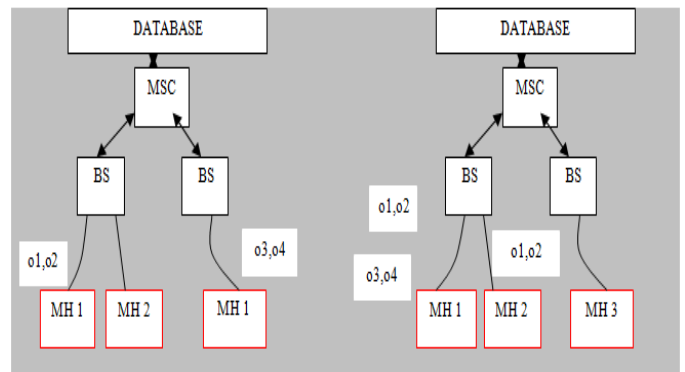 DATABASE
MSC
BS
BS
o1,o2
o3,o4
MH 1
MH 2
MH 1
DATABASE
MSC
BS
BS
o1,o2
o1,o2
o3,o4
MH 1
MH 2
MH 3